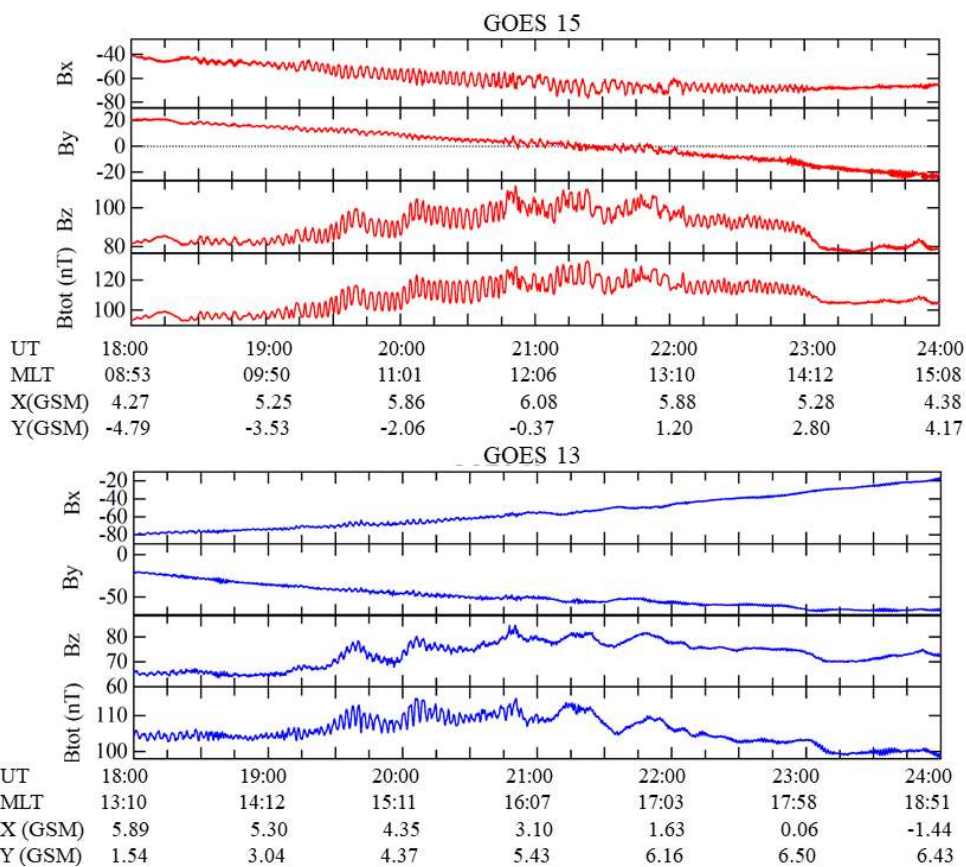 GOES 15
Bx
-40
-60
-80
By
20
0
-20
Bz
100
80
Btot (nT)
120
100
UT 18:00 19:00 20:00 21:00 22:00 23:00 24:00
MLT 08:53 09:50 11:01 12:06 13:10 14:12 15:08
X(GSM) 4.27 5.25 5.86 6.08 5.88 5.28 4.38
Y(GSM) -4.79 -3.53 -2.06 -0.37 1.20 2.80 4.17
GOES 13
Bx
-20
-40
-60
-80
By
0
-50
Bz
80
70
60
Btot (nT)
110
100
UT 18:00 19:00 20:00 21:00 22:00 23:00 24:00
MLT 13:10 14:12 15:11 16:07 17:03 17:58 18:51
X (GSM) 5.89 5.30 4.35 3.10 1.63 0.06 -1.44
Y (GSM) 1.54 3.04 4.37 5.43 6.16 6.50 6.43